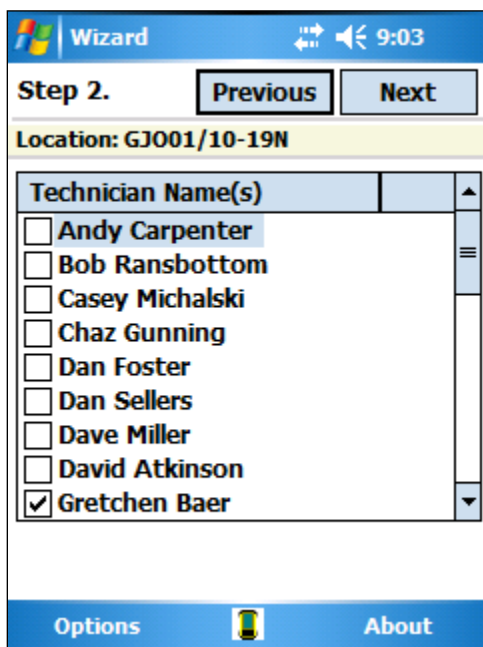 Wizard 9:03
Step 2. Previous Next
Location: GJO01/10-19N
Technician Name(s)
Andy Carpenter
Bob Ransbottom
Casey Michalski
Chaz Gunning
Dan Foster
Dan Sellers
Dave Miller
David Atkinson
Gretchen Baer
Options About